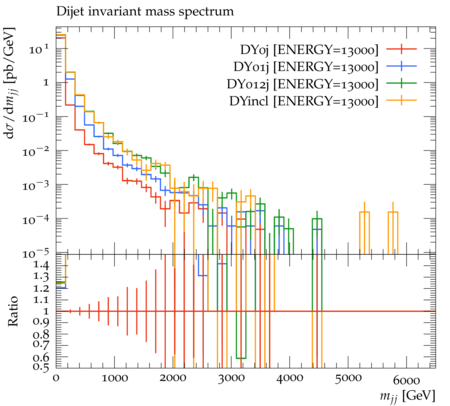 Dijet invariant mass spectrum
dσ/dm_jj [pb/GeV]
10^1
1
10^−1
10^−2
10^−3
10^−4
10^−5
DY0j [ENERGY=13000]
DY01j [ENERGY=13000]
DY012j [ENERGY=13000]
DYincl [ENERGY=13000]
Ratio
1.4
1.3
1.2
1.1
1
0.9
0.8
0.7
0.6
0.5
0 1000 2000 3000 4000 5000 6000
m_jj [GeV]